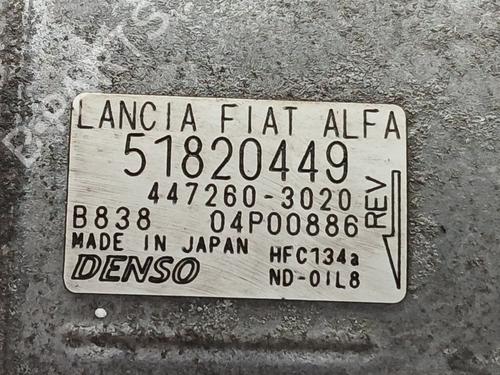 LANCIA FIAT ALFA
51820449
447260-3020
B838 04P00886 REV
MADE IN JAPAN HFC134a
DENSO ND-OIL8